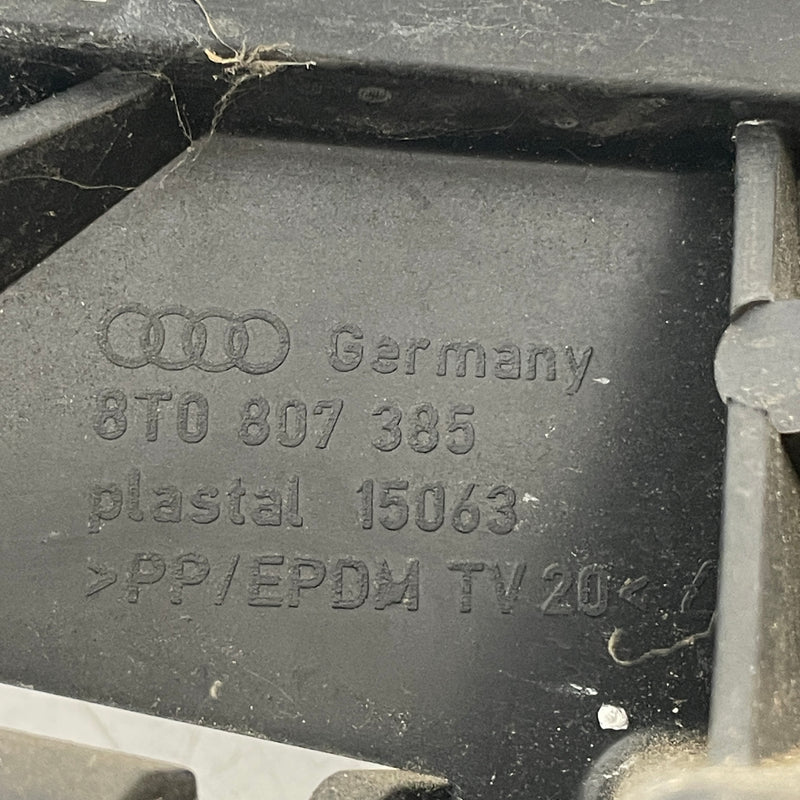 Germany
8T0 807 385
plastal 15063
>PP/EPDM TV 20<